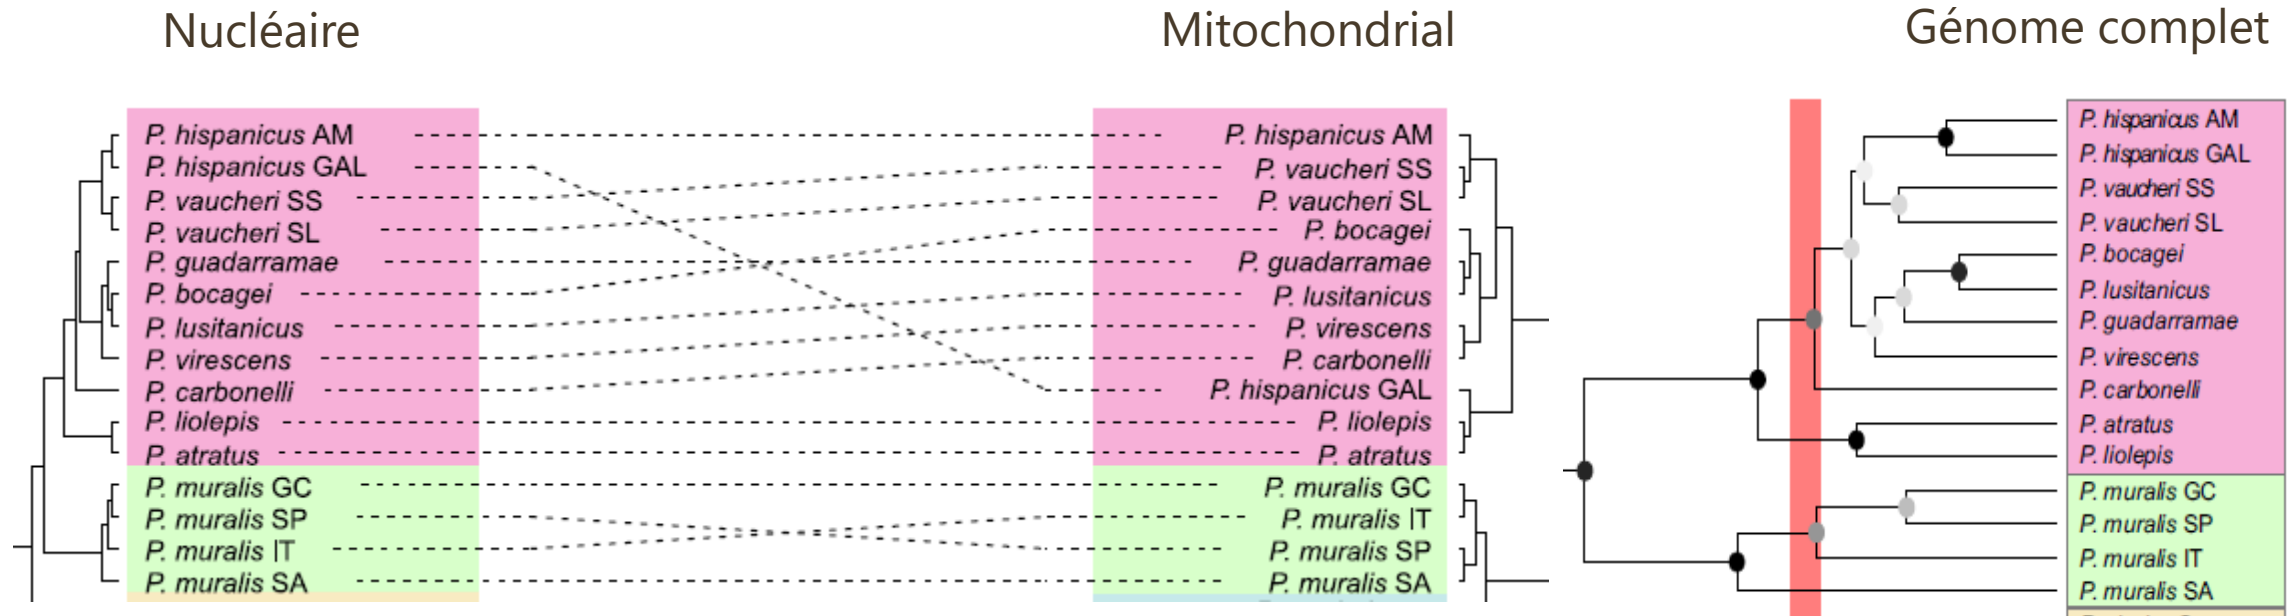 Nucléaire
Mitochondrial
Génome complet
P. hispanicus AM
P. hispanicus GAL
P. vaucheri SS
P. vaucheri SL
P. guadarramae
P. bocagei
P. lusitanicus
P. virescens
P. carbonelli
P. liolepis
P. atratus
P. muralis GC
P. muralis SP
P. muralis IT
P. muralis SA
P. hispanicus AM
P. vaucheri SS
P. vaucheri SL
P. bocagei
P. guadarramae
P. lusitanicus
P. virescens
P. carbonelli
P. hispanicus GAL
P. liolepis
P. atratus
P. muralis GC
P. muralis IT
P. muralis SP
P. muralis SA
P. hispanicus AM
P. hispanicus GAL
P. vaucheri SS
P. vaucheri SL
P. bocagei
P. lusitanicus
P. guadarramae
P. virescens
P. carbonelli
P. atratus
P. liolepis
P. muralis GC
P. muralis SP
P. muralis IT
P. muralis SA